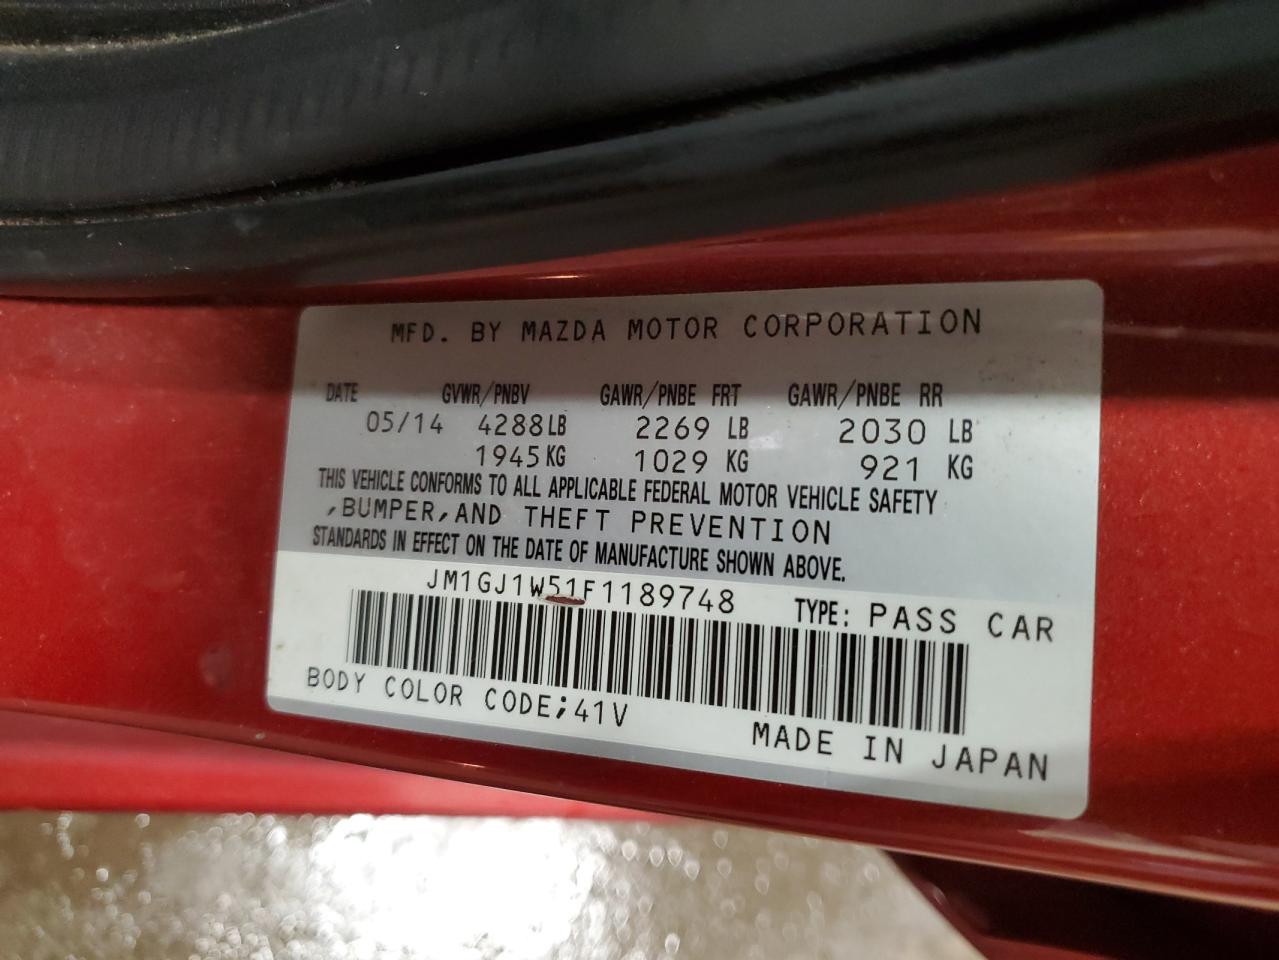 MFD. BY MAZDA MOTOR CORPORATION
DATE GVWR/PNBV GAWR/PNBE FRT GAWR/PNBE RR
05/14 4288LB 2269 LB 2030 LB
1945KG 1029 KG 921 KG
THIS VEHICLE CONFORMS TO ALL APPLICABLE FEDERAL MOTOR VEHICLE SAFETY
,BUMPER,AND THEFT PREVENTION
STANDARDS IN EFFECT ON THE DATE OF MANUFACTURE SHOWN ABOVE.
JM1GJ1W51F1189748 TYPE: PASS CAR
BODY COLOR CODE;41V
MADE IN JAPAN